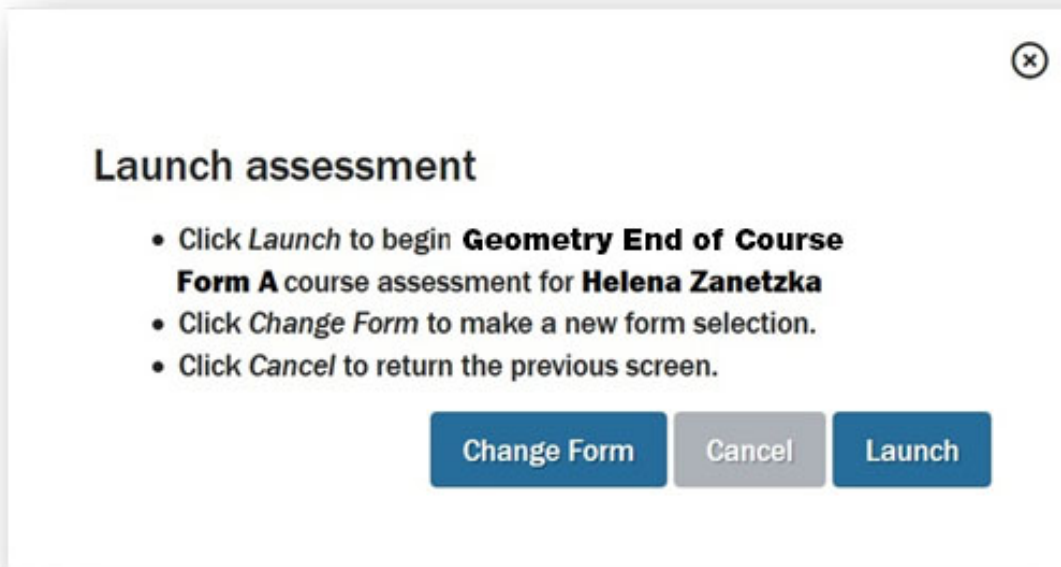 Launch assessment
• Click Launch to begin Geometry End of Course
Form A course assessment for Helena Zanetzka
• Click Change Form to make a new form selection.
• Click Cancel to return the previous screen.
Change Form Cancel Launch